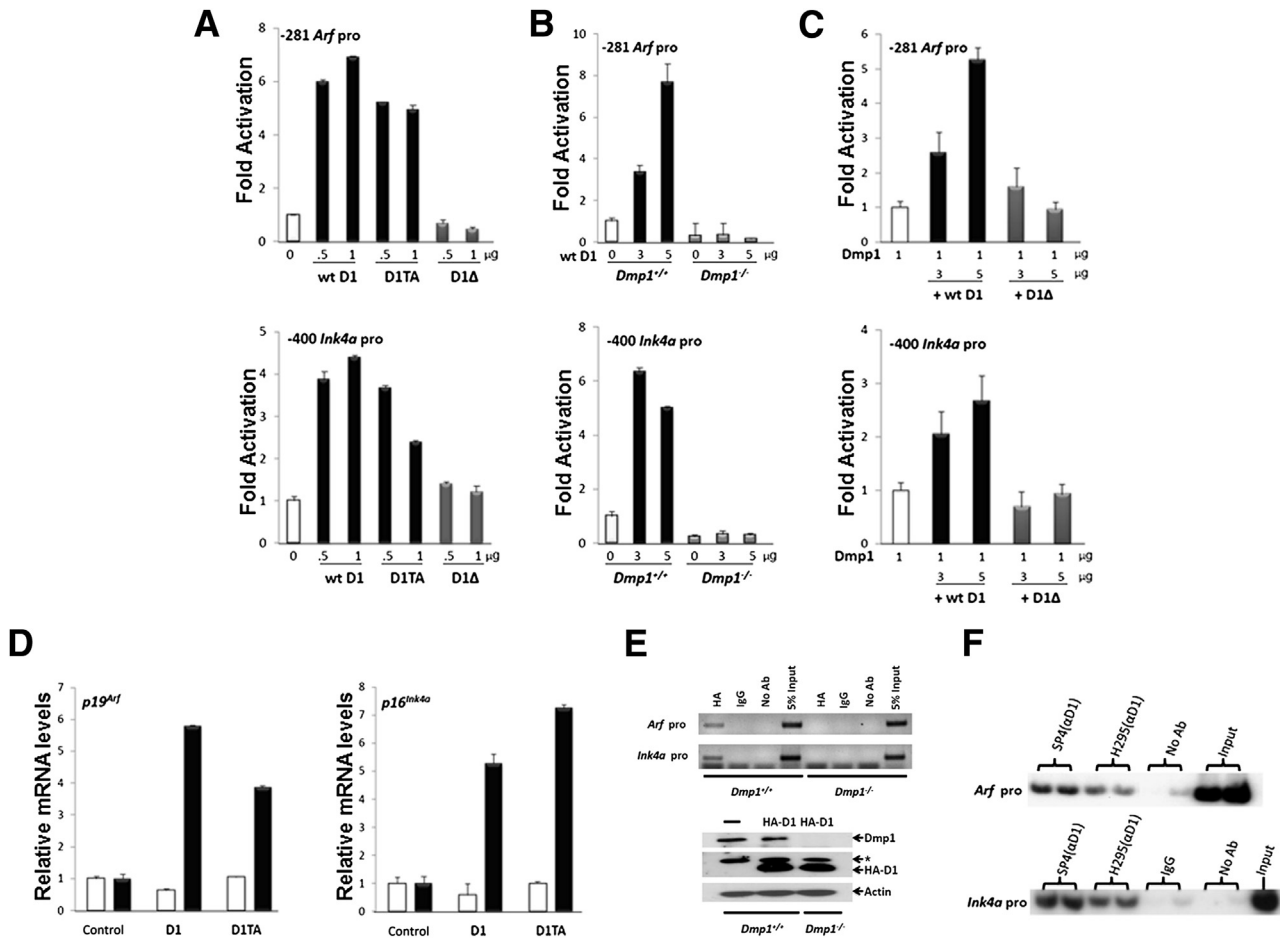 A
B
C
-281 Arf pro
Fold Activation
8
6
4
2
0
0 .5 1 .5 1 .5 1 μg
wt D1 D1TA D1Δ
-281 Arf pro
Fold Activation
10
8
6
4
2
0
wt D1 0 3 5 0 3 5 μg
Dmp1+/+ Dmp1-/-
-281 Arf pro
Fold Activation
6
5
4
3
2
1
0
Dmp1 1 1 1 1 1 μg
3 5 3 5 μg
+ wt D1 + D1Δ
-400 Ink4a pro
Fold Activation
5
4
3
2
1
0
0 .5 1 .5 1 .5 1 μg
wt D1 D1TA D1Δ
-400 Ink4a pro
Fold Activation
8
6
4
2
0
0 3 5 0 3 5 μg
Dmp1+/+ Dmp1-/-
-400 Ink4a pro
Fold Activation
4
3
2
1
0
Dmp1 1 1 1 1 1 μg
3 5 3 5 μg
+ wt D1 + D1Δ
D
E
F
p19Arf
Relative mRNA levels
7
6
5
4
3
2
1
0
Control D1 D1TA
p16Ink4a
Relative mRNA levels
8
7
6
5
4
3
2
1
0
Control D1 D1TA
HA IgG No Ab 5% Input HA IgG No Ab 5% Input
Arf pro
Ink4a pro
Dmp1+/+ Dmp1-/-
– HA-D1 HA-D1
Dmp1
*
HA-D1
Actin
Dmp1+/+ Dmp1-/-
SP4(αD1) H295(αD1) No Ab Input
Arf pro
SP4(αD1) H295(αD1) IgG No Ab Input
Ink4a pro